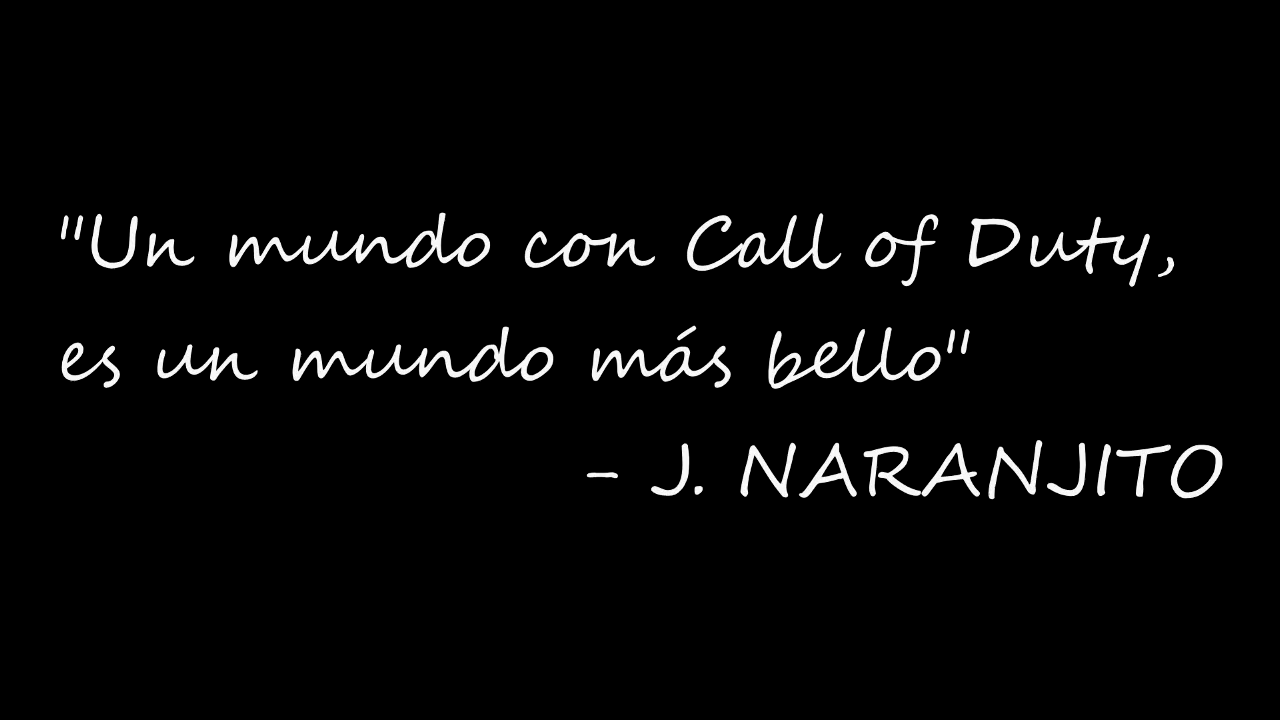 "Un mundo con Call of Duty,
es un mundo más bello"
- J. NARANJITO